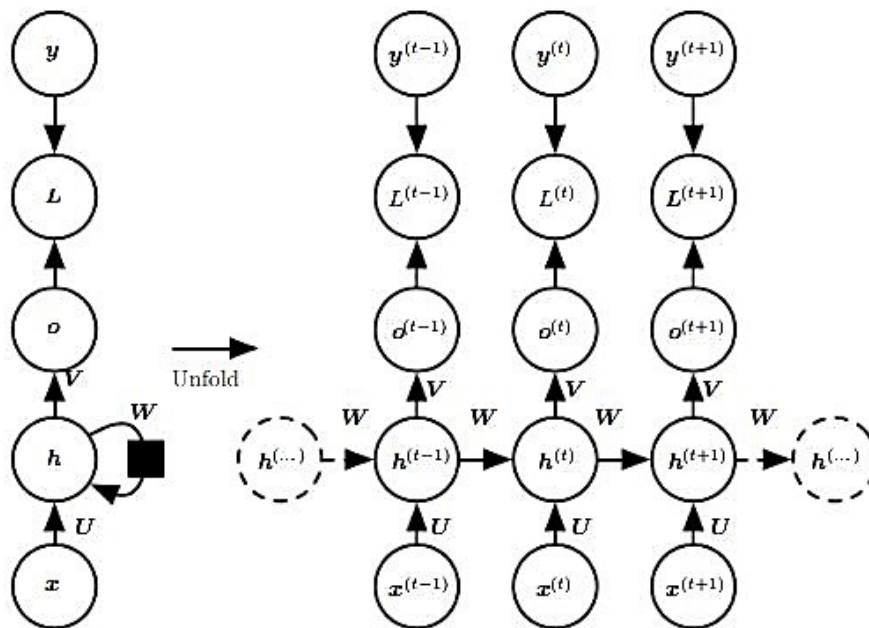 y y^{(t−1)} y^{(t)} y^{(t+1)}
L L^{(t−1)} L^{(t)} L^{(t+1)}
o o^{(t−1)} o^{(t)} o^{(t+1)}
Unfold
V V V V
W W W W W
h h^{(...)} h^{(t−1)} h^{(t)} h^{(t+1)} h^{(...)}
U U U U
x x^{(t−1)} x^{(t)} x^{(t+1)}